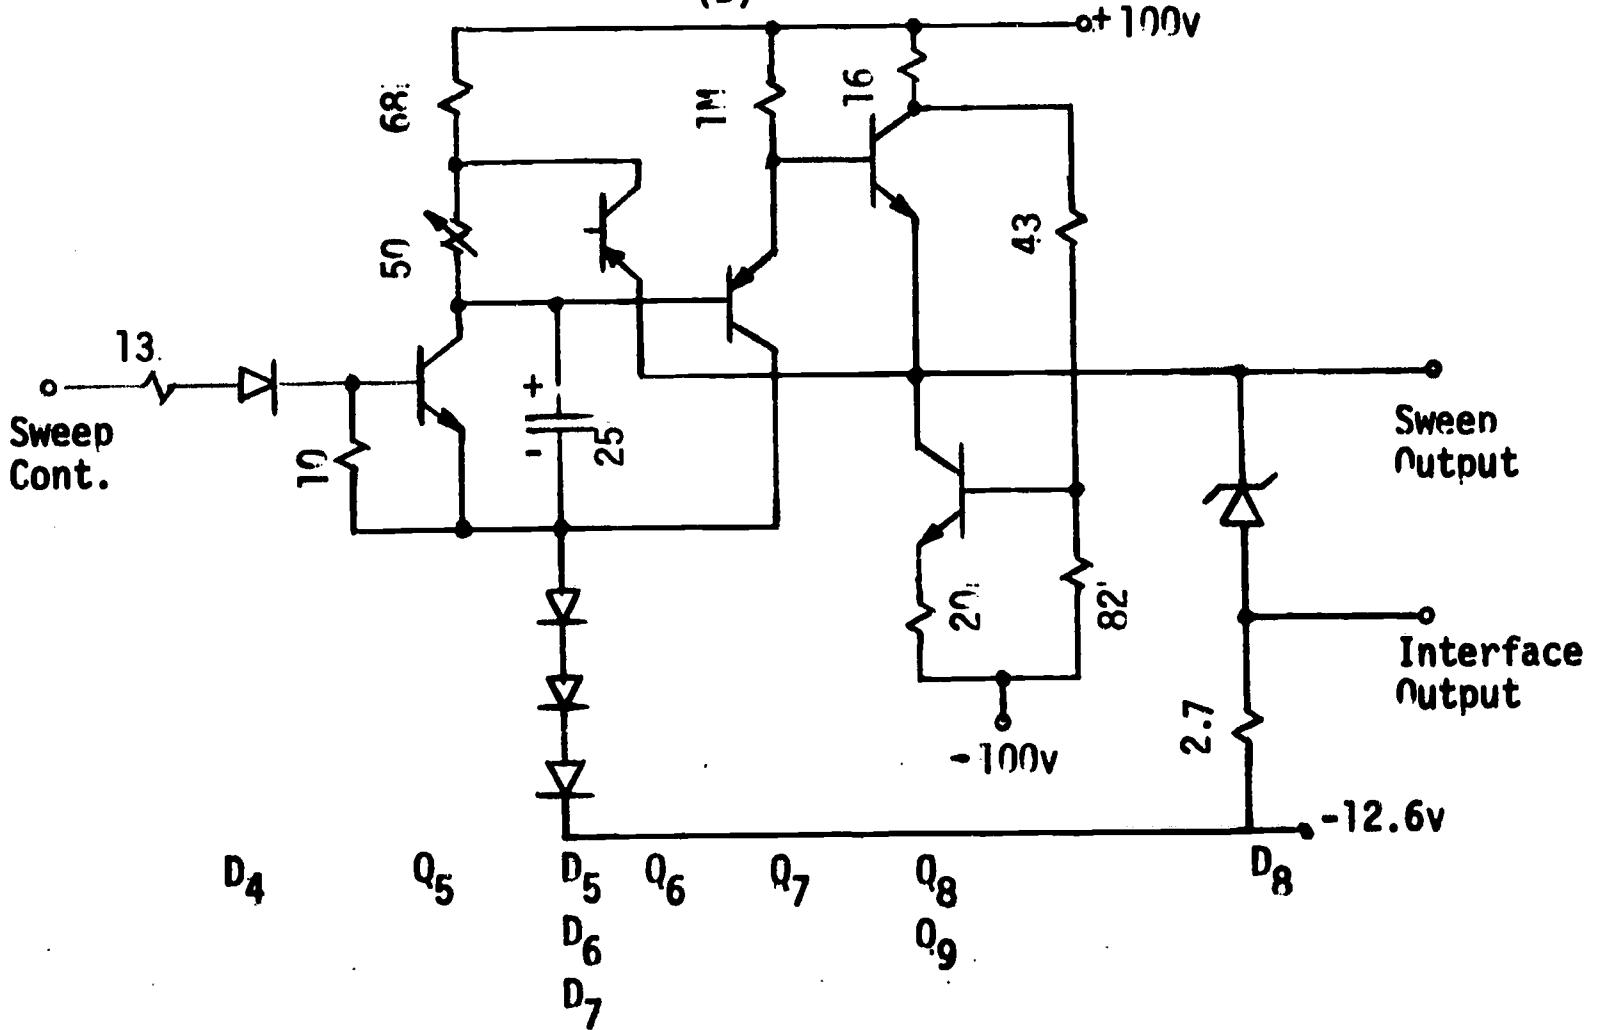 +100v
68
1M
16
50
43
13
Sweep
Cont.
10
+
-
25
Sween
Output
20
82
Interface
Output
-100v
2.7
-12.6v
D4 Q5 D5 Q6 Q7 Q8 D8
D6 Q9
D7